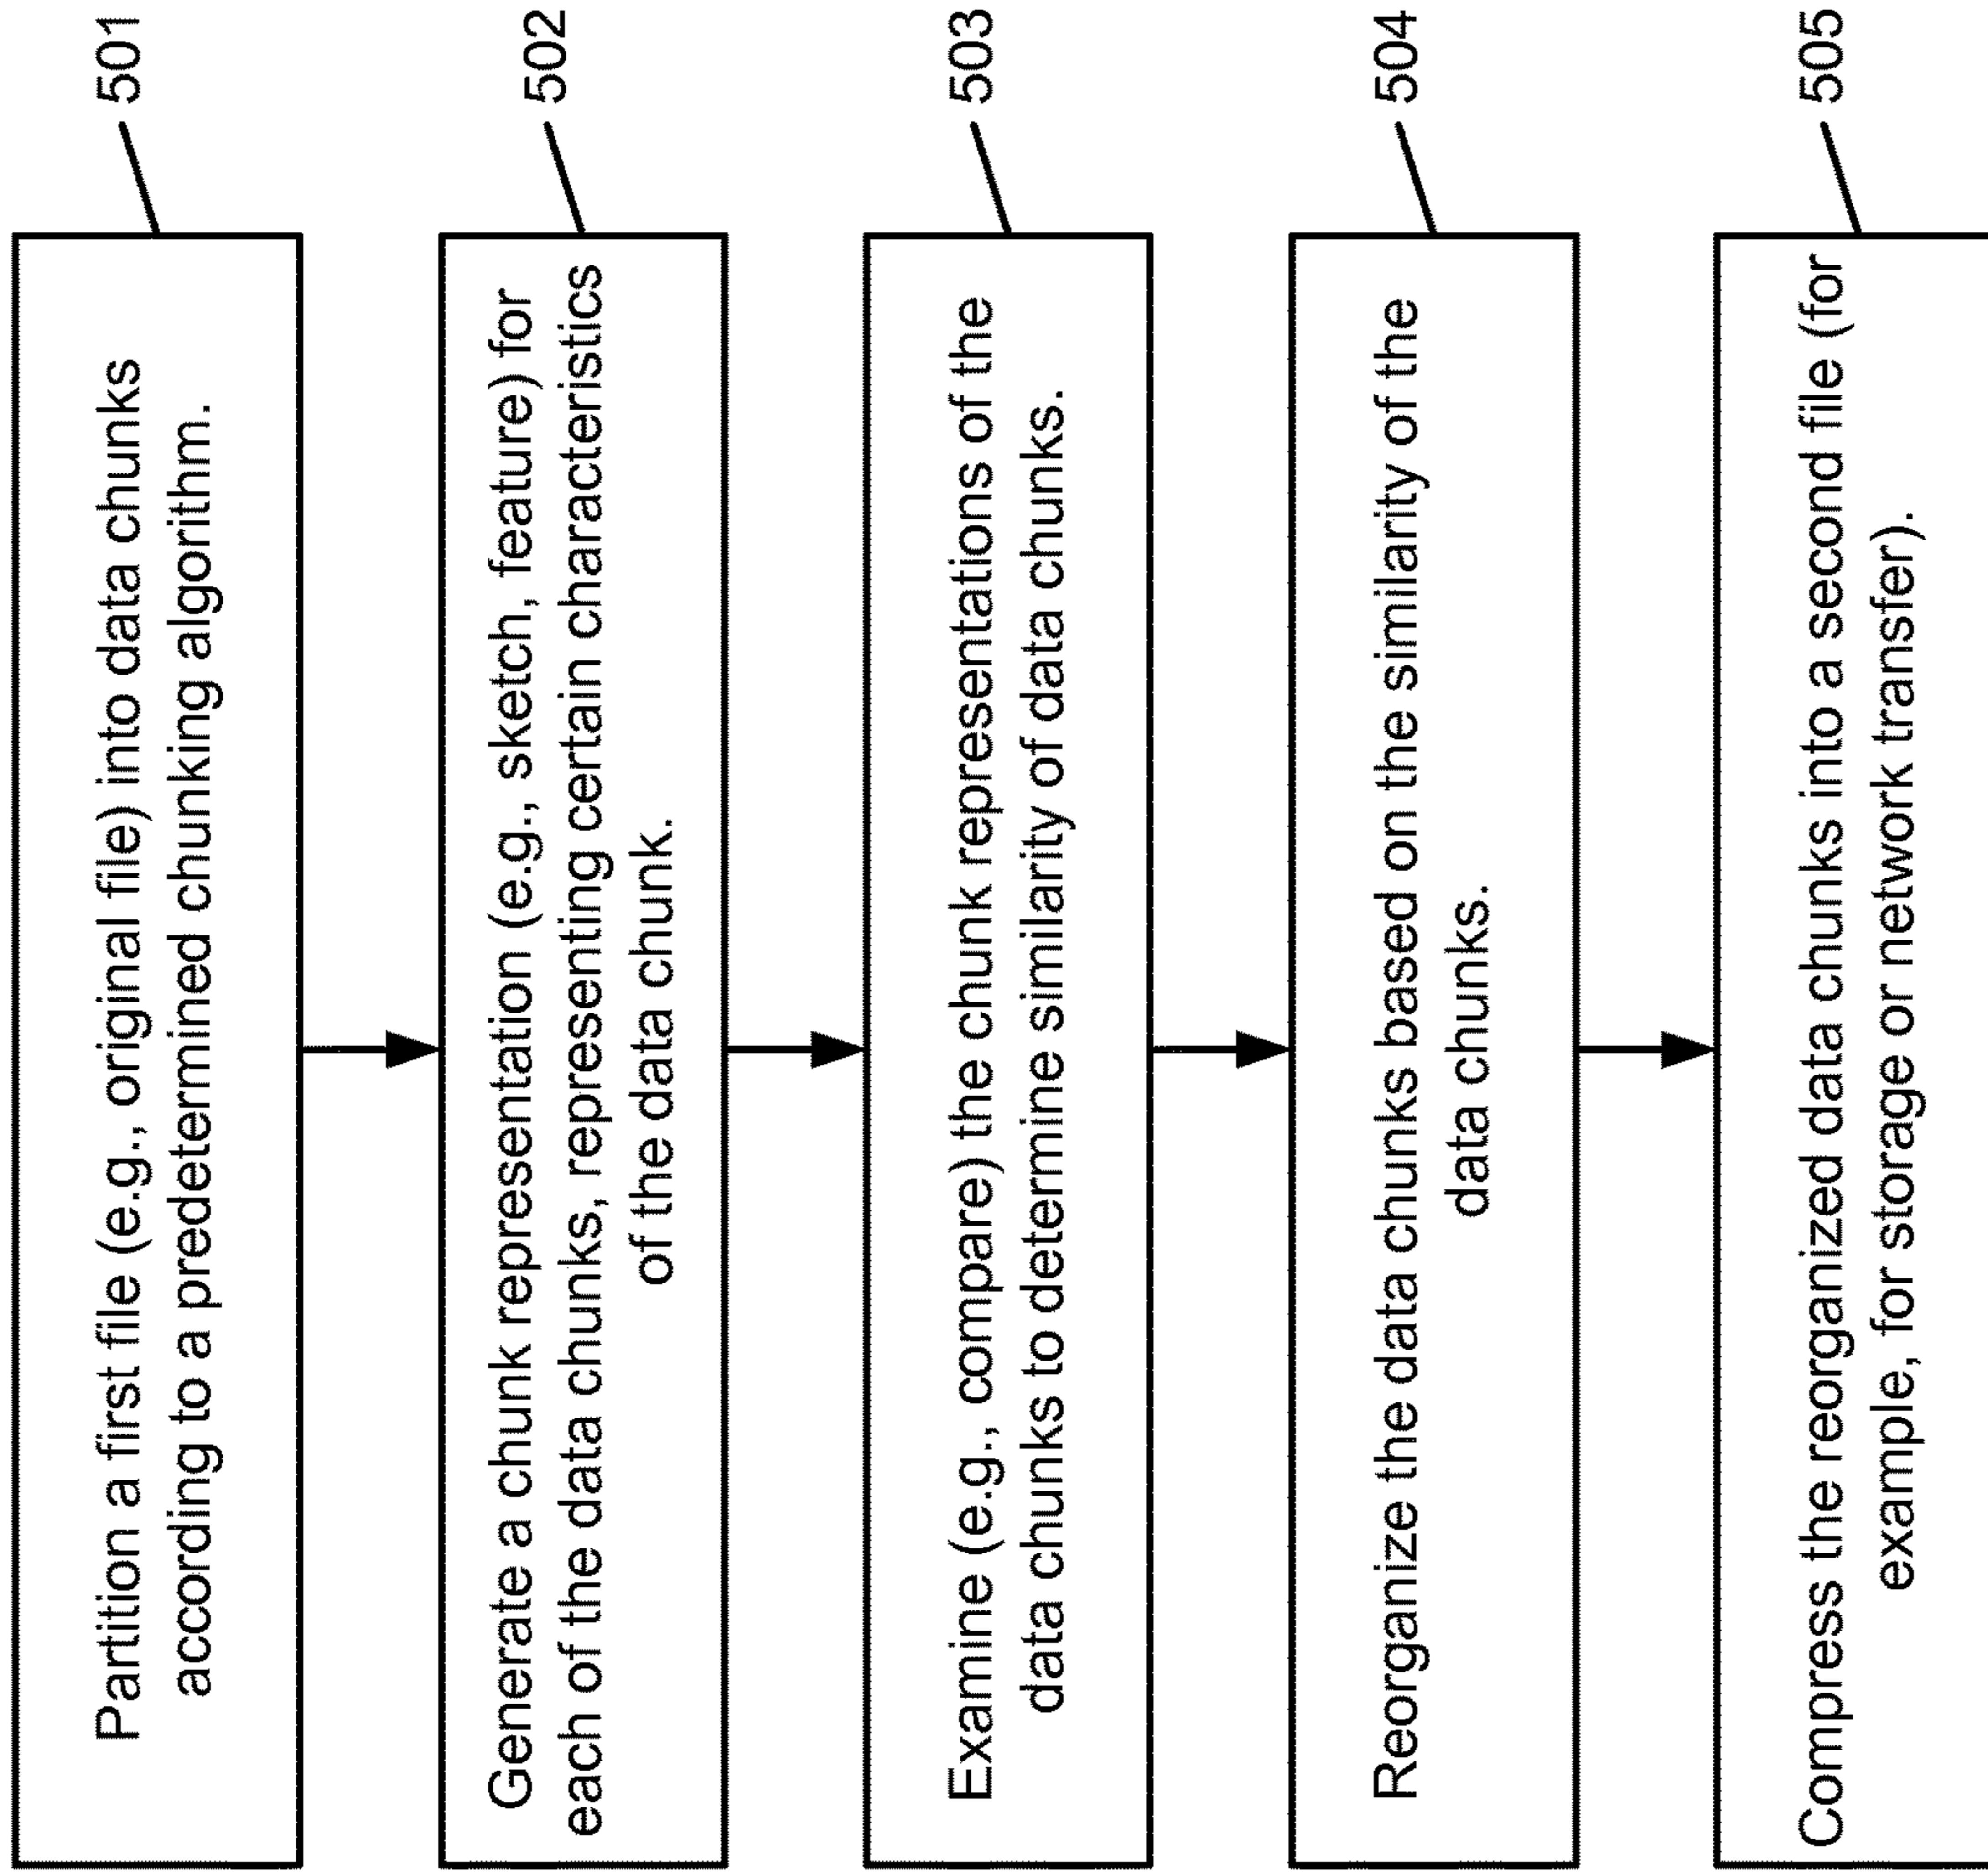 Partition a first file (e.g., original file) into data chunks
according to a predetermined chunking algorithm.
501
Generate a chunk representation (e.g., sketch, feature) for
each of the data chunks, representing certain characteristics
of the data chunk.
502
Examine (e.g., compare) the chunk representations of the
data chunks to determine similarity of data chunks.
503
Reorganize the data chunks based on the similarity of the
data chunks.
504
Compress the reorganized data chunks into a second file (for
example, for storage or network transfer).
505